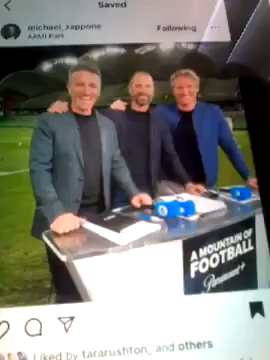 Saved
michael_zappone
Following
AAMI Park
A MOUNTAIN OF
FOOTBALL
Paramount+
Liked by tararushton_ and others